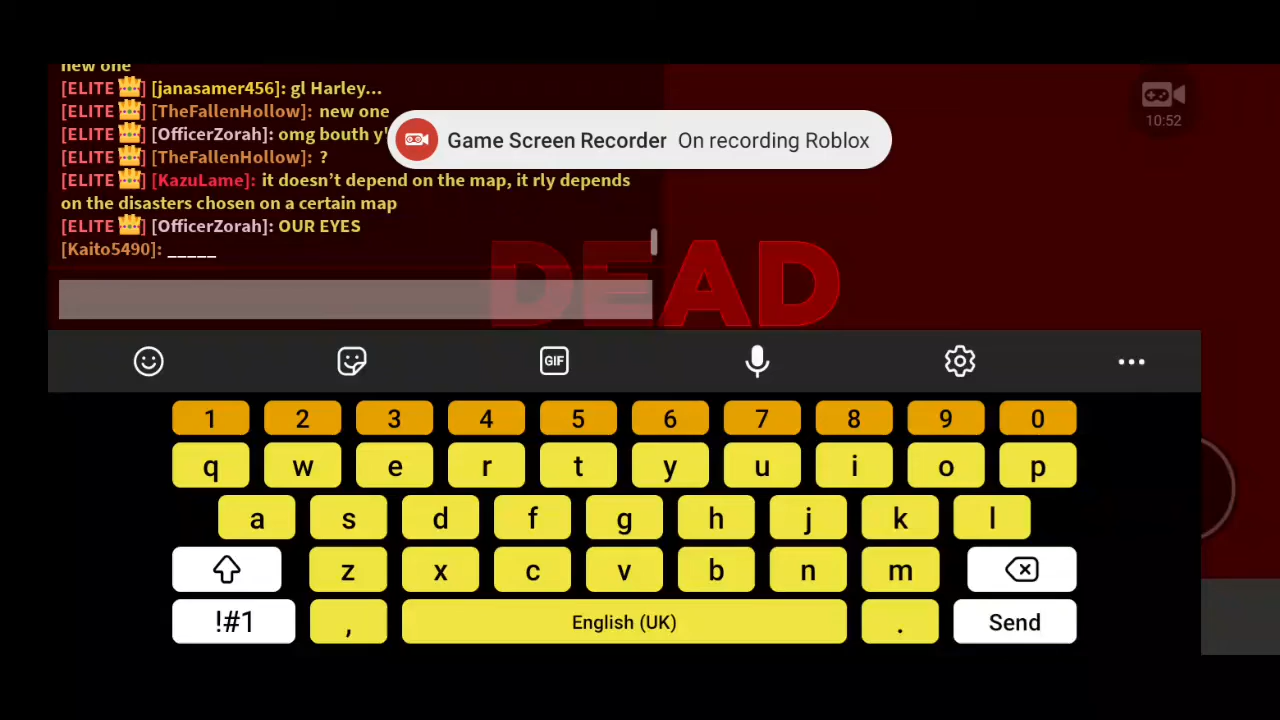 new one
[ELITE👑] [janasamer456]: gl Harley...
[ELITE👑] [TheFallenHollow]: new one
[ELITE👑] [OfficerZorah]: omg bouth y'
[ELITE👑] [TheFallenHollow]: ?
[ELITE👑] [KazuLame]: it doesn’t depend on the map, it rly depends
on the disasters chosen on a certain map
[ELITE👑] [OfficerZorah]: OUR EYES
[Kaito5490]: _____
Game Screen Recorder On recording Roblox
10:52
DEAD
GIF
1 2 3 4 5 6 7 8 9 0
q w e r t y u i o p
a s d f g h j k l
z x c v b n m
!#1 , English (UK) . Send